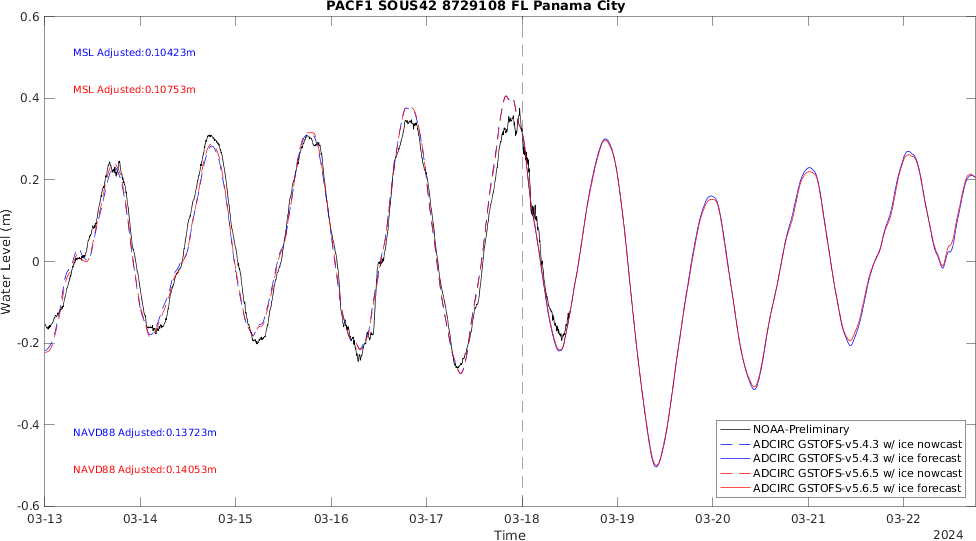 PACF1 SOUS42 8729108 FL Panama City
0.6
0.4
0.2
0
-0.2
-0.4
-0.6
Water Level (m)
MSL Adjusted:0.10423m
MSL Adjusted:0.10753m
NAVD88 Adjusted:0.13723m
NAVD88 Adjusted:0.14053m
NOAA-Preliminary
ADCIRC GSTOFS-v5.4.3 w/ ice nowcast
ADCIRC GSTOFS-v5.4.3 w/ ice forecast
ADCIRC GSTOFS-v5.6.5 w/ ice nowcast
ADCIRC GSTOFS-v5.6.5 w/ ice forecast
03-13 03-14 03-15 03-16 03-17 03-18 03-19 03-20 03-21 03-22
Time
2024